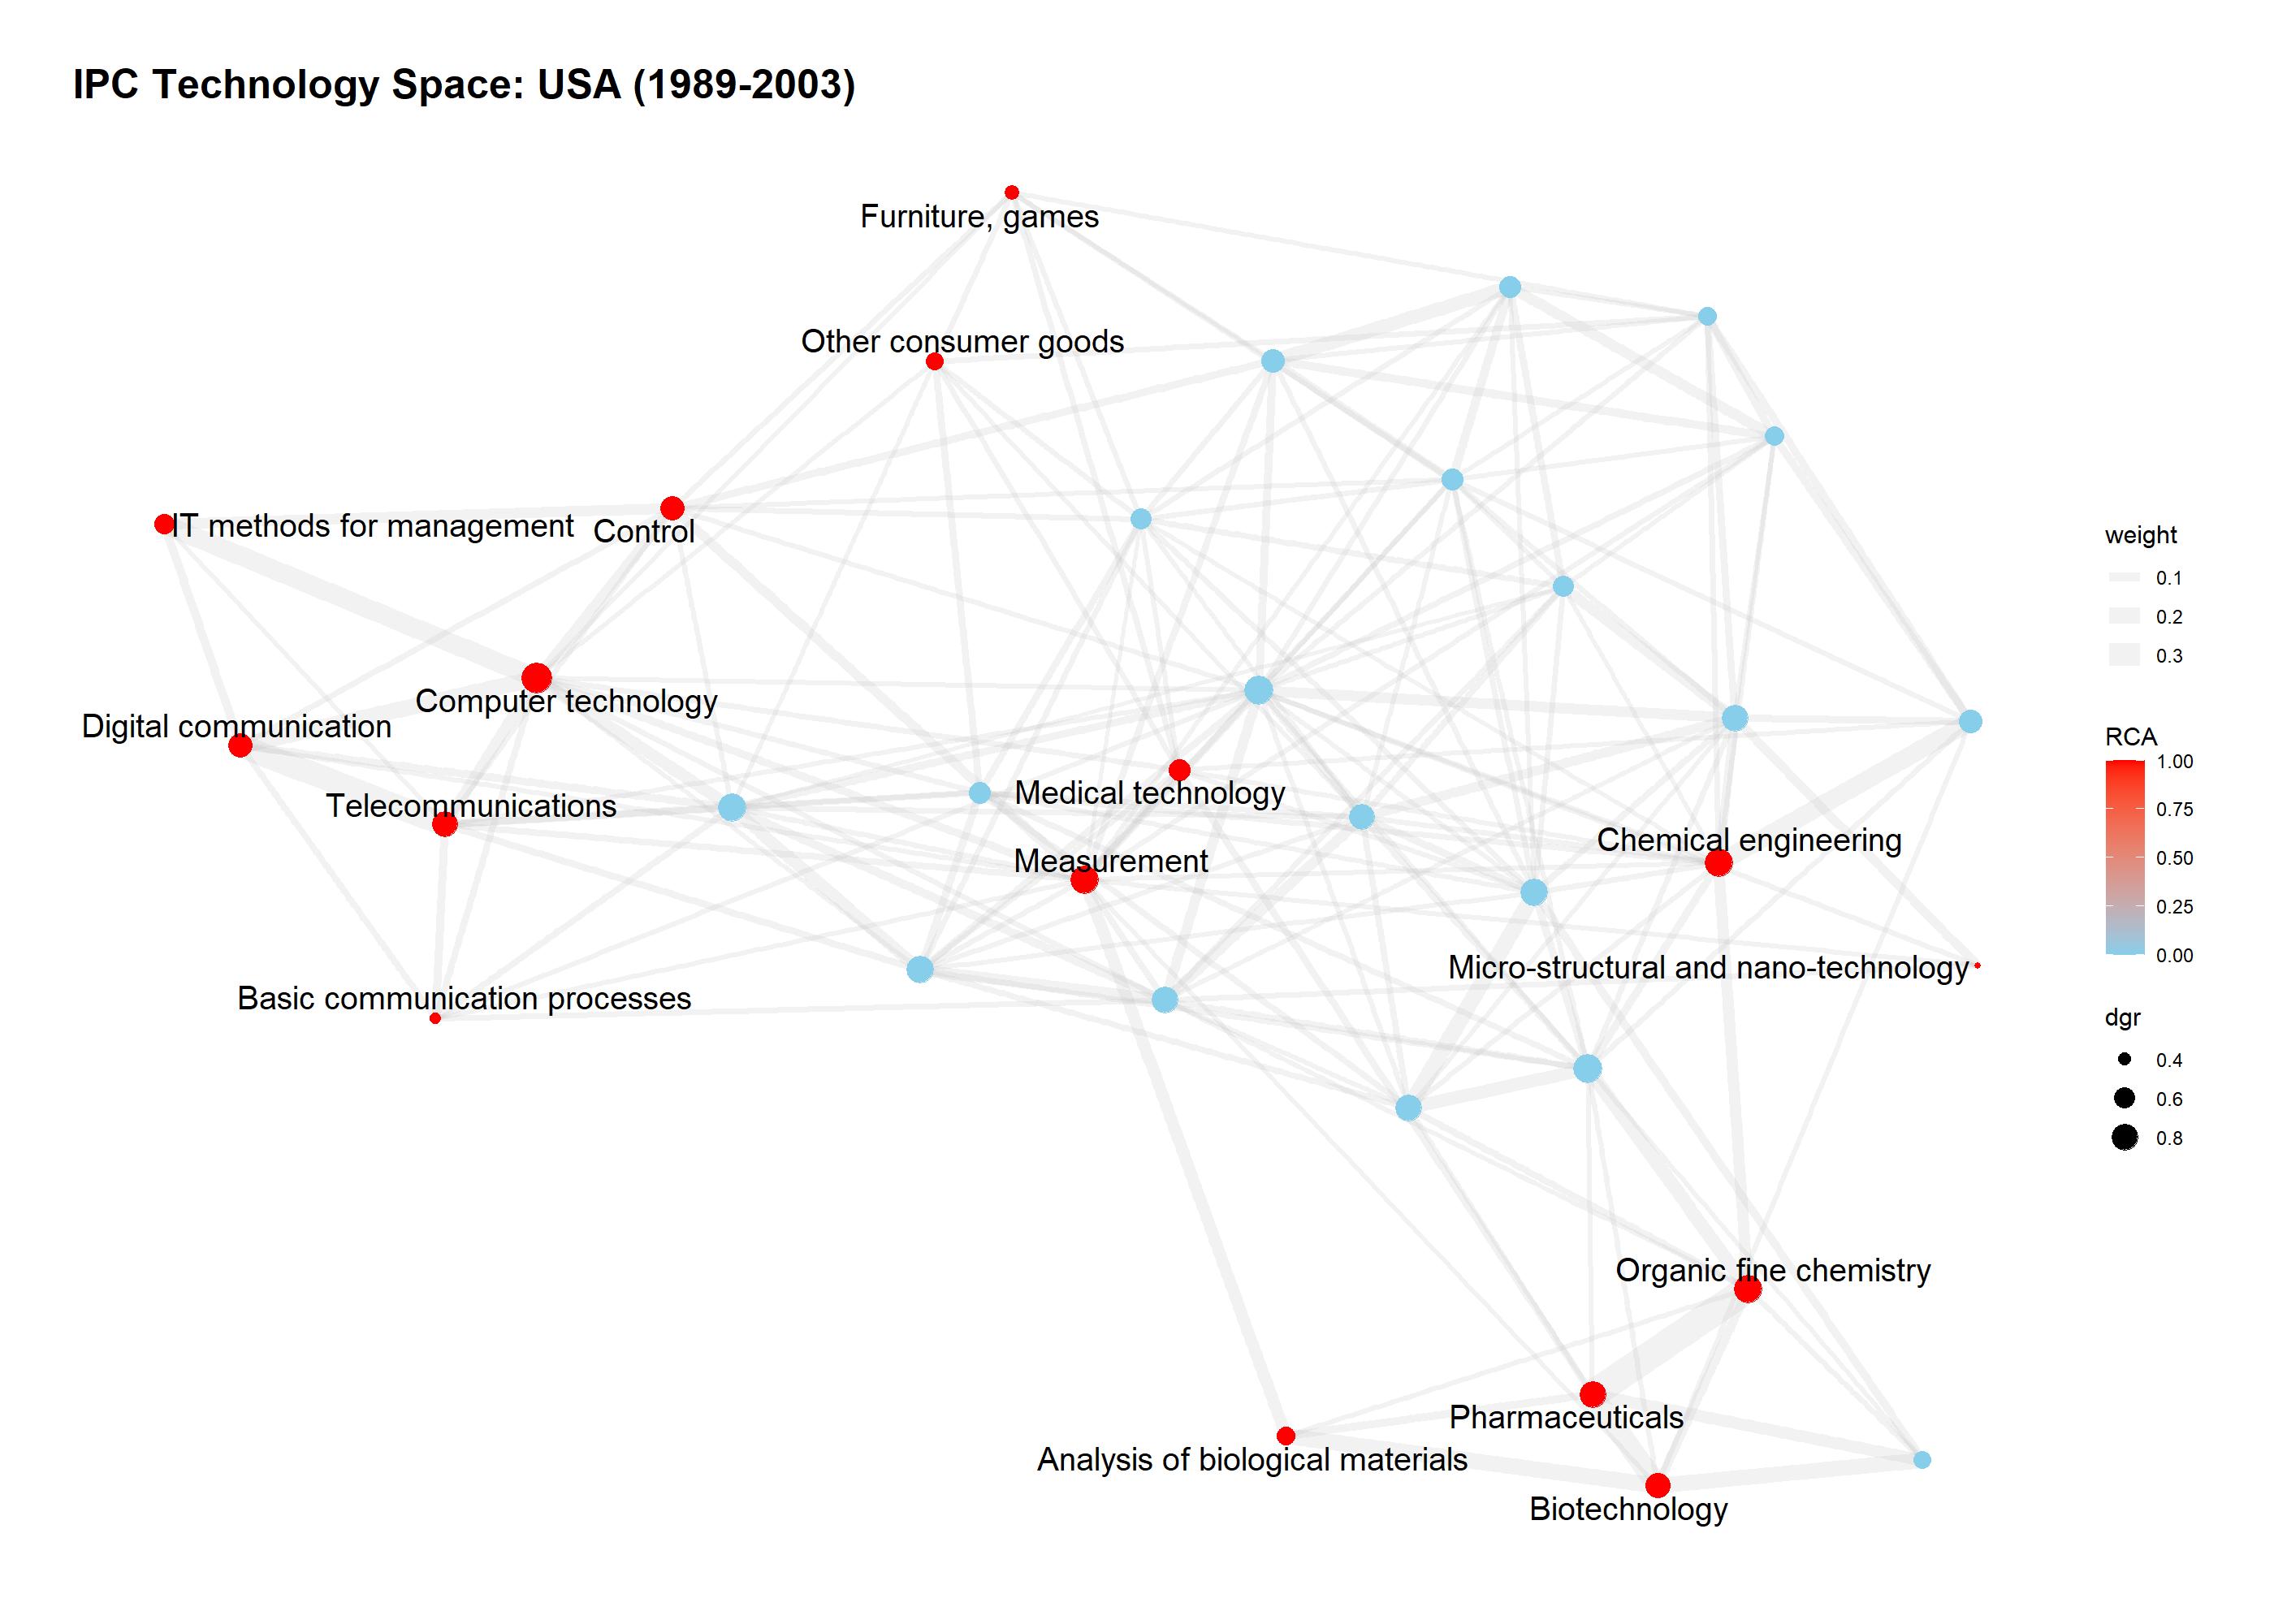 IPC Technology Space: USA (1989-2003)
Furniture, games
Other consumer goods
IT methods for management
Control
Computer technology
Digital communication
Telecommunications
Medical technology
Measurement
Chemical engineering
Micro-structural and nano-technology
Basic communication processes
Organic fine chemistry
Pharmaceuticals
Analysis of biological materials
Biotechnology
weight
0.1
0.2
0.3
RCA
1.00
0.75
0.50
0.25
0.00
dgr
0.4
0.6
0.8